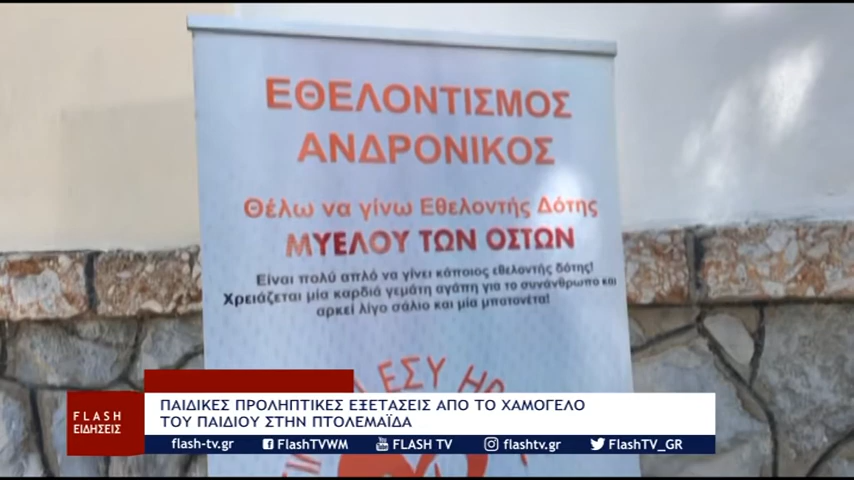 ΕΘΕΛΟΝΤΙΣΜΟΣ
ΑΝΔΡΟΝΙΚΟΣ
Θέλω να γίνω Εθελοντής Δότης
ΜΥΕΛΟΥ ΤΩΝ ΟΣΤΩΝ
Είναι πολύ απλό να γίνει κάποιος εθελοντής δότης!
Χρειάζεται μία καρδιά γεμάτη αγάπη για το συνάνθρωπο και
αρκεί λίγο σάλιο και μία μπατονέτα!
ΕΣΥ
FLASH
ΕΙΔΗΣΕΙΣ
ΠΑΙΔΙΚΕΣ ΠΡΟΛΗΠΤΙΚΕΣ ΕΞΕΤΑΣΕΙΣ ΑΠΟ ΤΟ ΧΑΜΟΓΕΛΟ
ΤΟΥ ΠΑΙΔΙΟΥ ΣΤΗΝ ΠΤΟΛΕΜΑΪΔΑ
flash-tv.gr FlashTVWM FLASH TV flashtv.gr FlashTV_GR